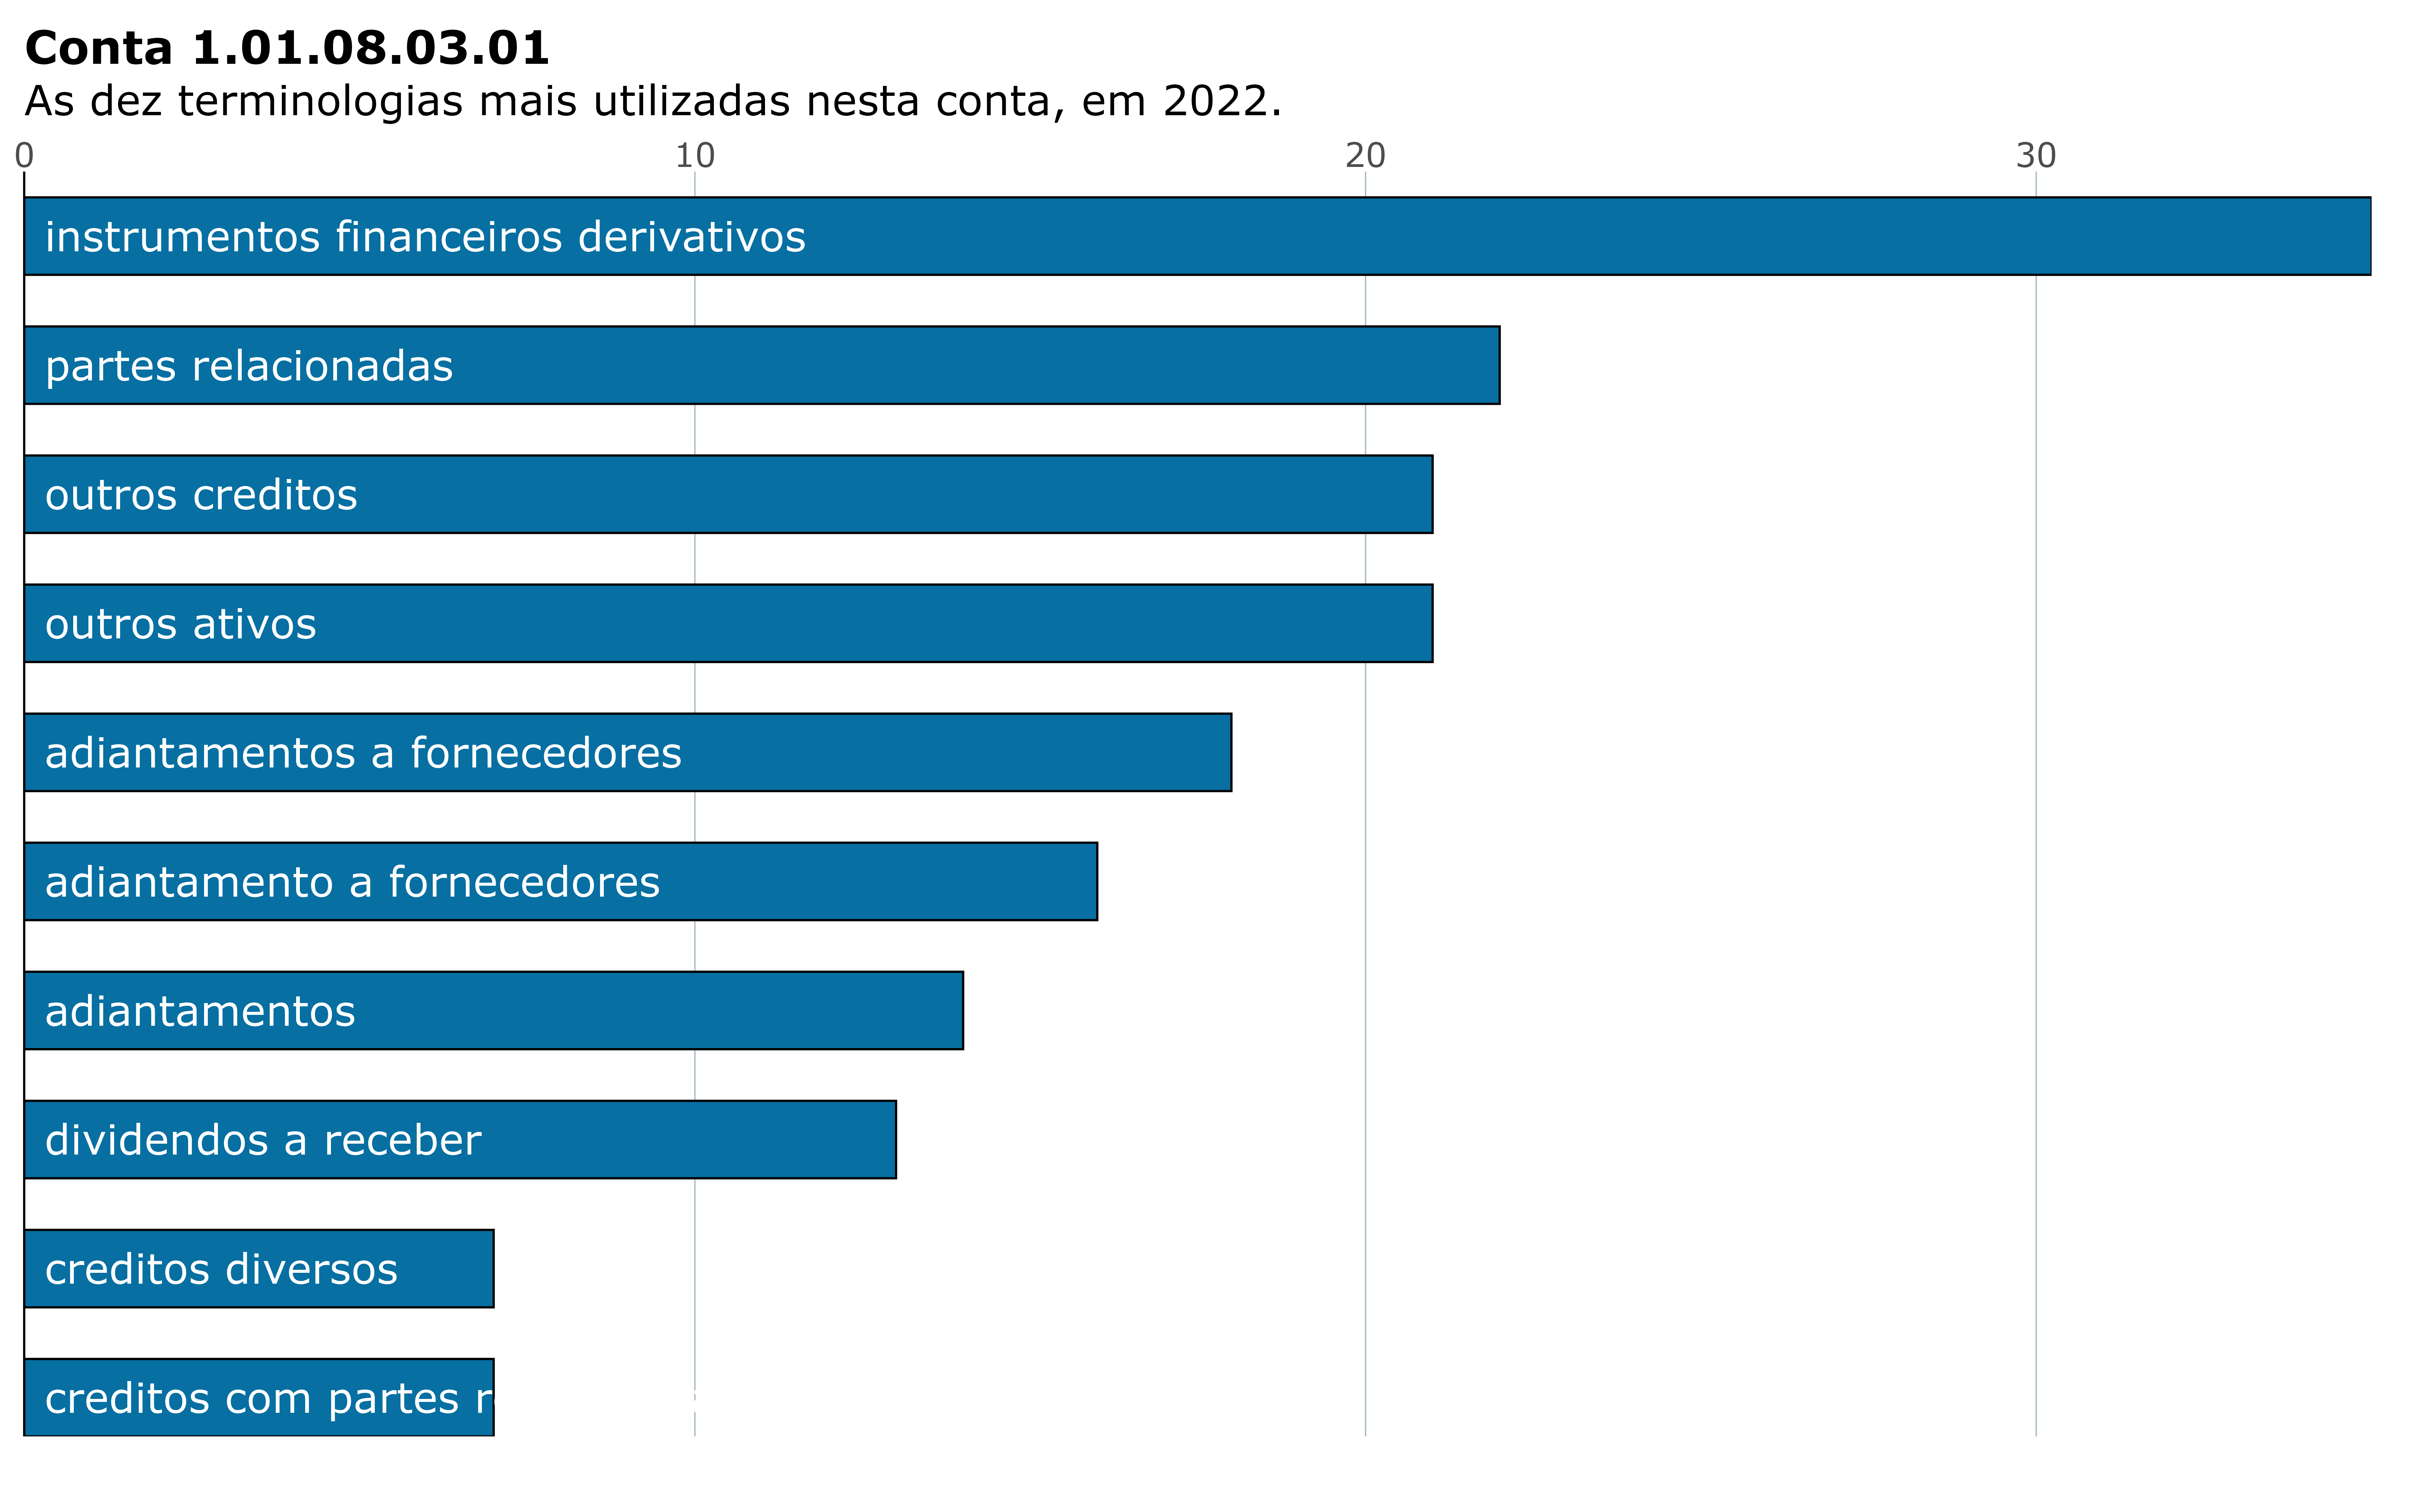 Conta 1.01.08.03.01
As dez terminologias mais utilizadas nesta conta, em 2022.
0 10 20 30
instrumentos financeiros derivativos
partes relacionadas
outros creditos
outros ativos
adiantamentos a fornecedores
adiantamento a fornecedores
adiantamentos
dividendos a receber
creditos diversos
creditos com partes